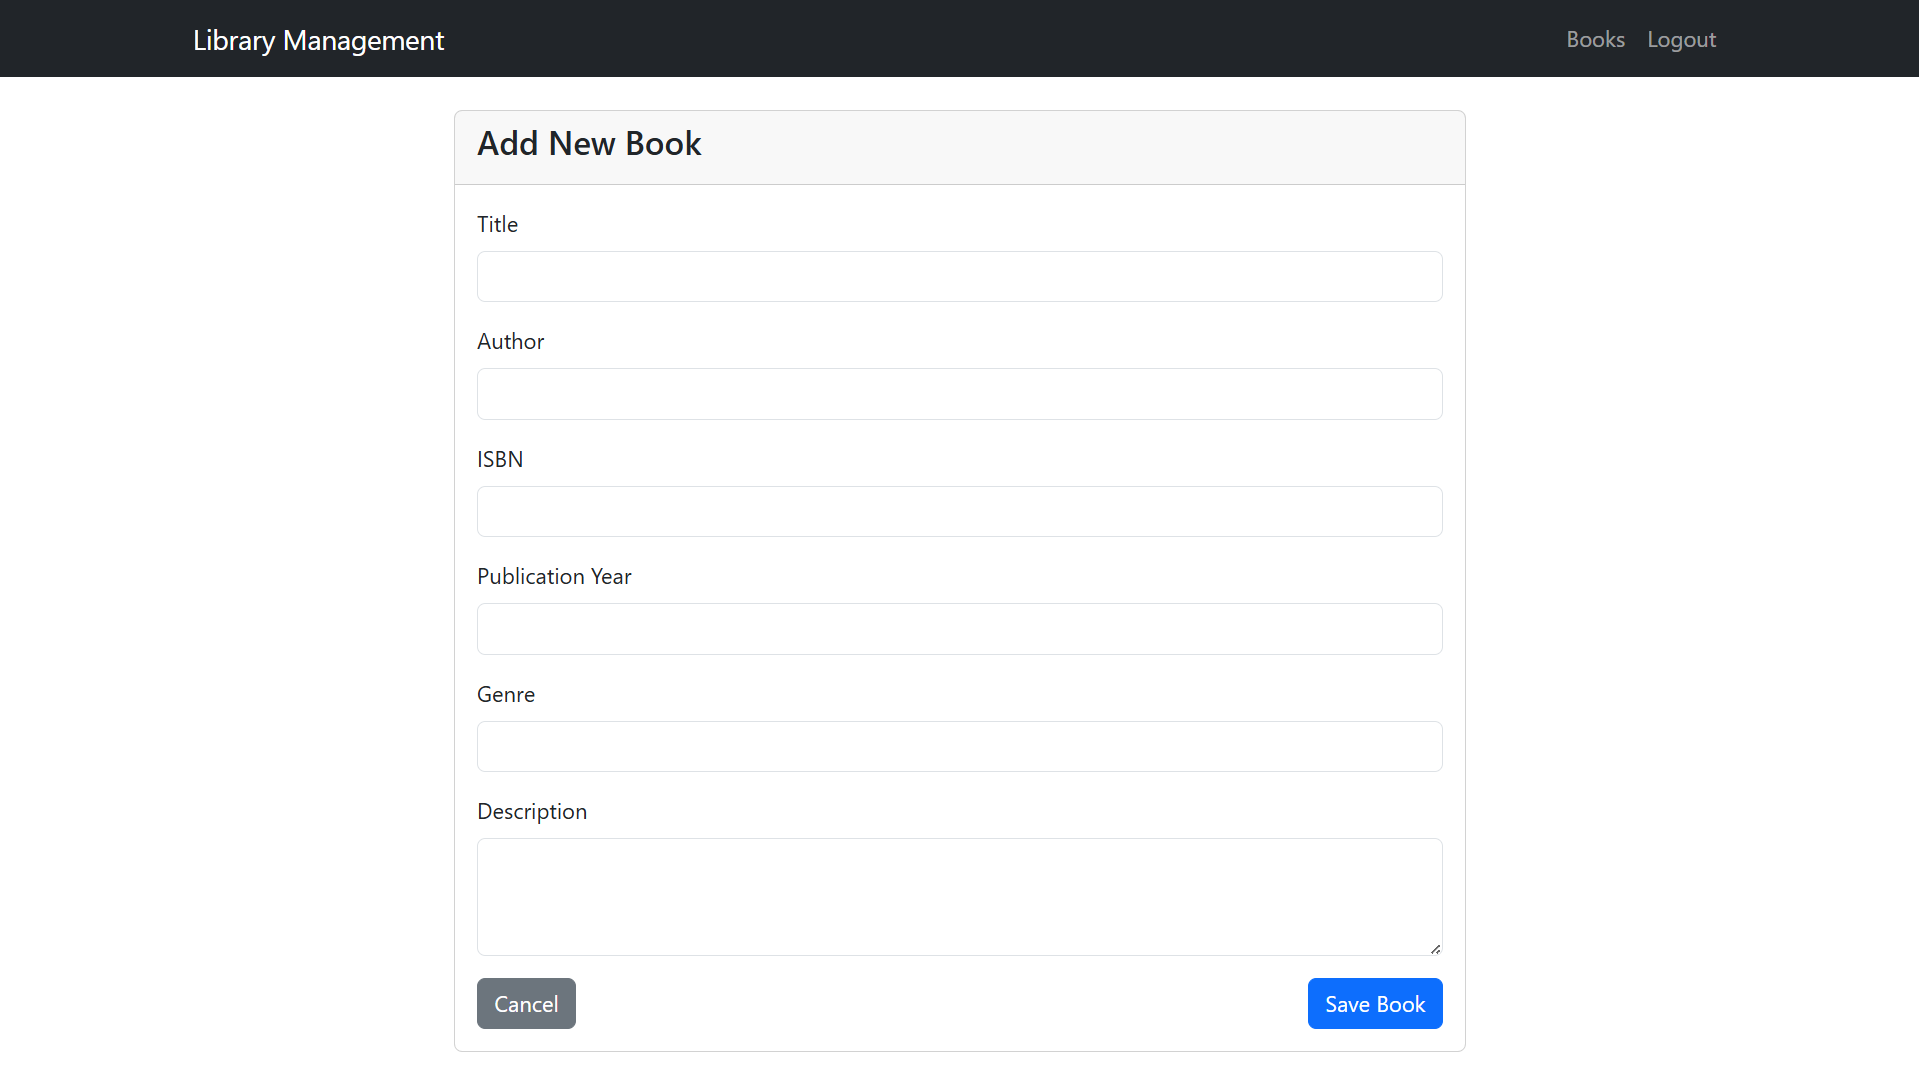 Library Management
Books Logout
Add New Book
Title
Author
ISBN
Publication Year
Genre
Description
Cancel
Save Book